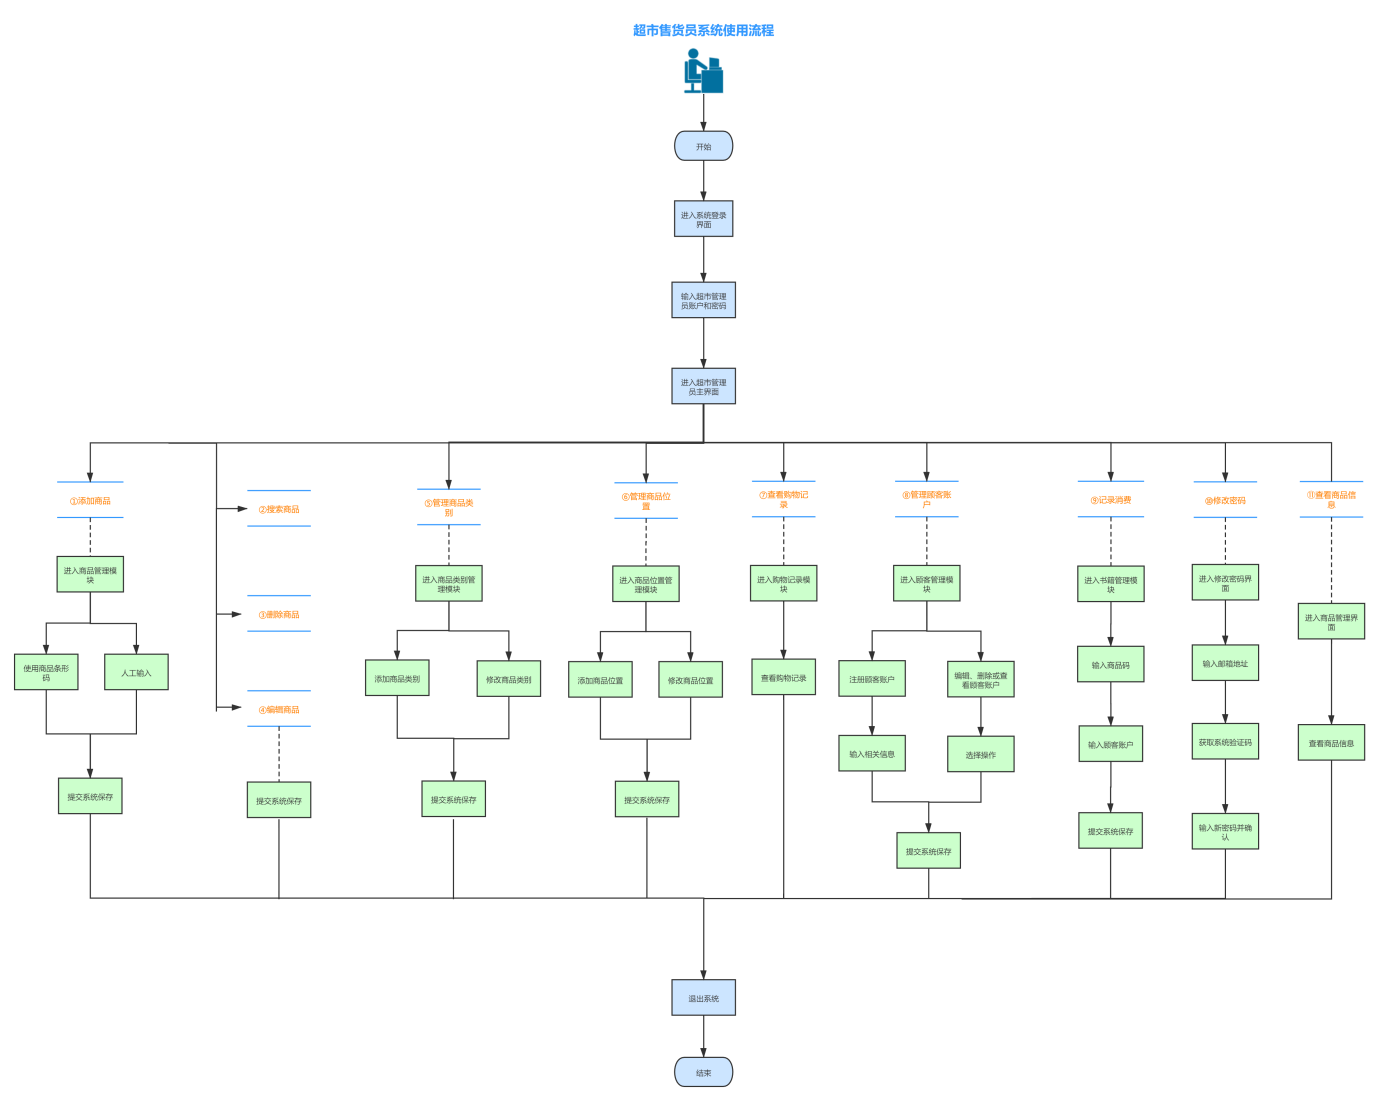 超市售货员系统使用流程
开始
进入系统登录
界面
输入超市管理
员账户和密码
进入超市管理
员主界面
①添加商品
②搜索商品
③删除商品
④编辑商品
⑤管理商品类
别
⑥管理商品位
置
⑦查看购物记
录
⑧管理顾客账
户
⑨记录消费
⑩修改密码
⑪查看商品信
息
进入商品管理模
块
使用商品条形
码
人工输入
提交系统保存
提交系统保存
进入商品类别管
理模块
添加商品类别
修改商品类别
提交系统保存
进入商品位置管
理模块
添加商品位置
修改商品位置
提交系统保存
进入购物记录模
块
查看购物记录
进入顾客管理模
块
注册顾客账户
编辑、删除或查
看顾客账户
输入相关信息
选择操作
提交系统保存
进入书籍管理模
块
输入商品码
输入顾客账户
提交系统保存
进入修改密码界
面
输入邮箱地址
获取系统验证码
输入新密码并确
认
进入商品管理界
面
查看商品信息
退出系统
结束